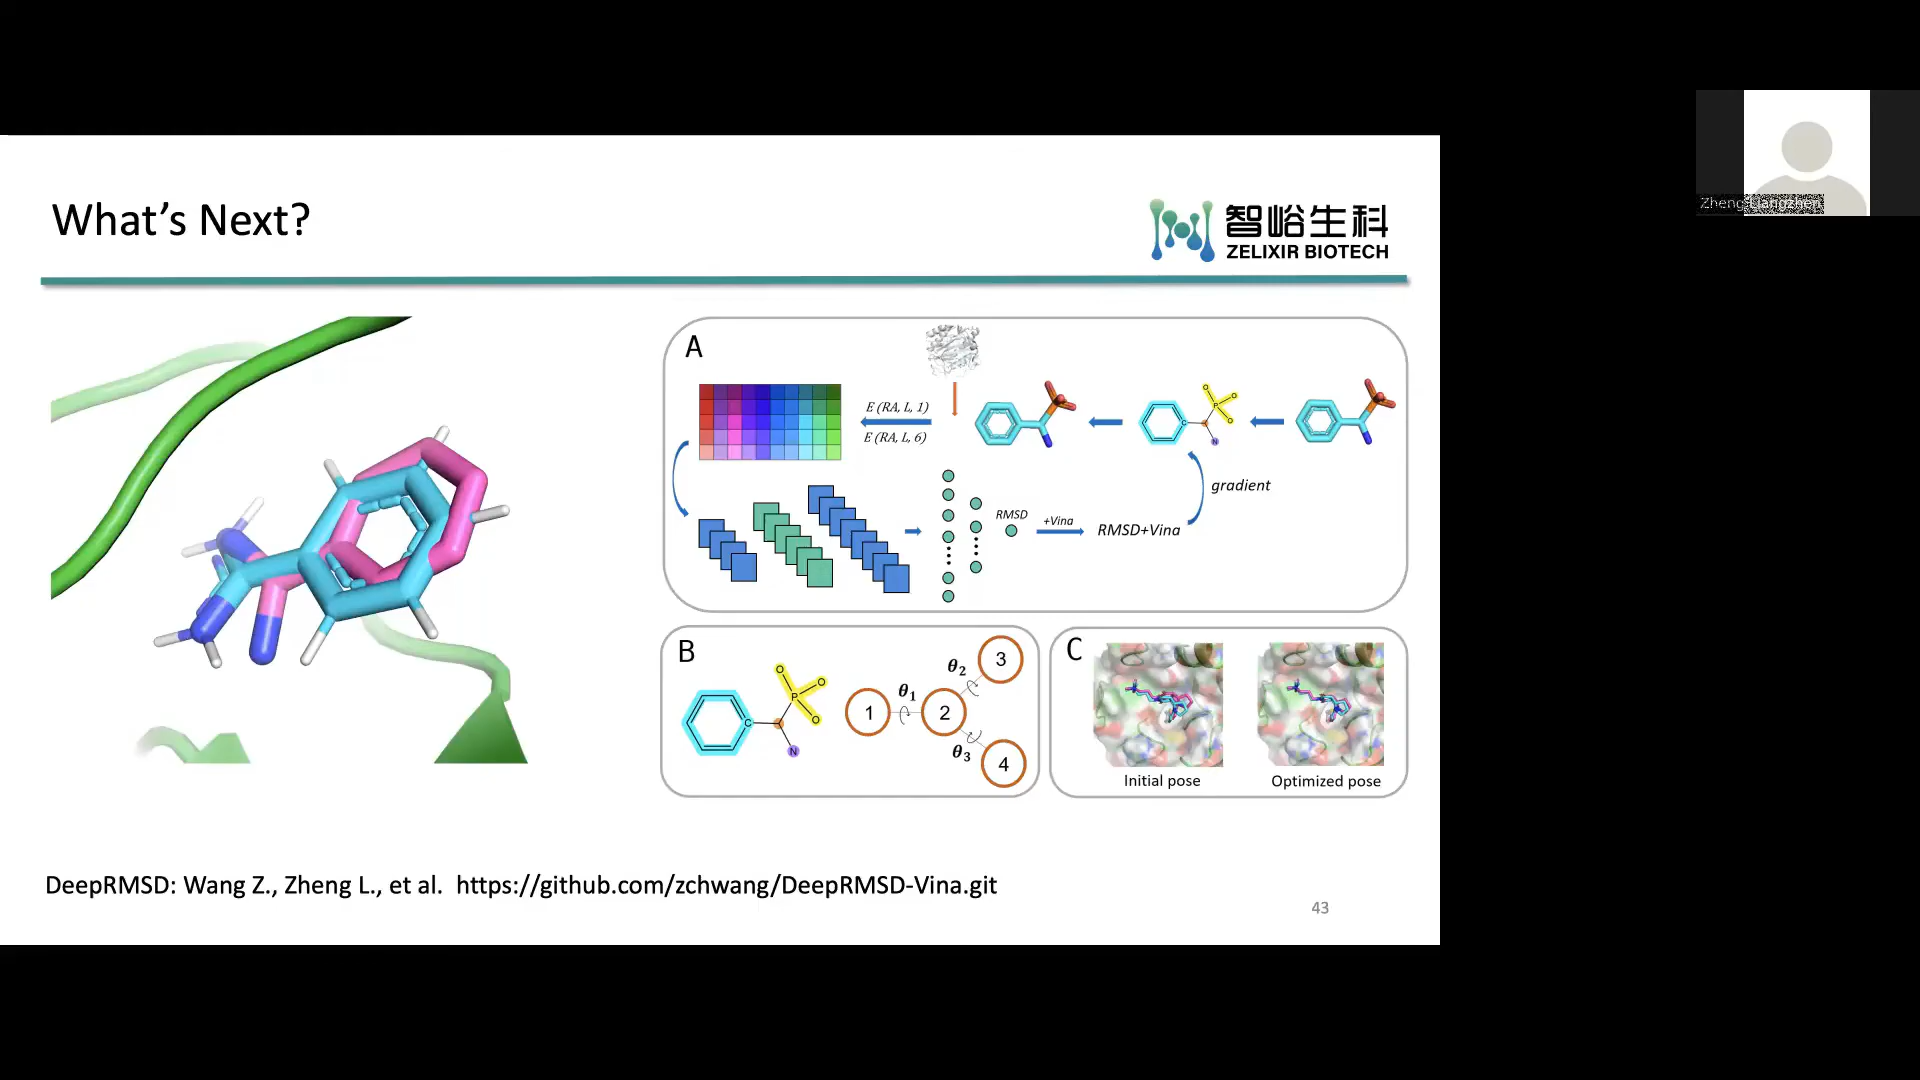 What's Next?
智峪生科
ZELIXIR BIOTECH
Zheng Liangzhen
A
E (RA, L, 1)
E (RA, L, 6)
O
O
P
O
C
N
gradient
RMSD
+Vina
RMSD+Vina
B
O
O
P
O
C
N
1
θ1
2
θ2
3
θ3
4
C
Initial pose
Optimized pose
DeepRMSD: Wang Z., Zheng L., et al. https://github.com/zchwang/DeepRMSD-Vina.git
43